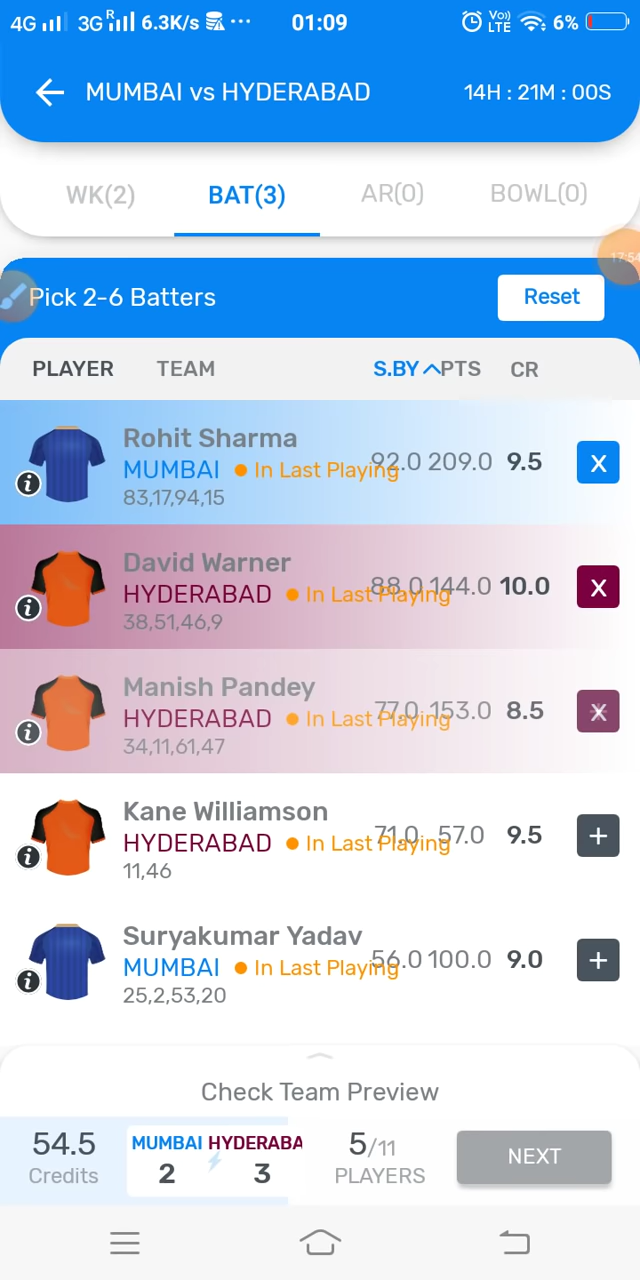 4G 3G R 6.3K/s ... 01:09 Vo) LTE 6%
MUMBAI vs HYDERABAD 14H : 21M : 00S
WK(2) BAT(3) AR(0) BOWL(0)
17:54
Pick 2-6 Batters Reset
PLAYER TEAM S.BY PTS CR
Rohit Sharma
MUMBAI In Last Playing 92.0 209.0 9.5 X
83,17,94,15
David Warner
HYDERABAD In Last Playing 88.0 144.0 10.0 X
38,51,46,9
Manish Pandey
HYDERABAD In Last Playing 77.0 153.0 8.5 X
34,11,61,47
Kane Williamson
HYDERABAD In Last Playing 71.0 57.0 9.5 +
11,46
Suryakumar Yadav
MUMBAI In Last Playing 56.0 100.0 9.0 +
25,2,53,20
Check Team Preview
54.5 MUMBAI HYDERABA 5/11 NEXT
Credits 2 3 PLAYERS